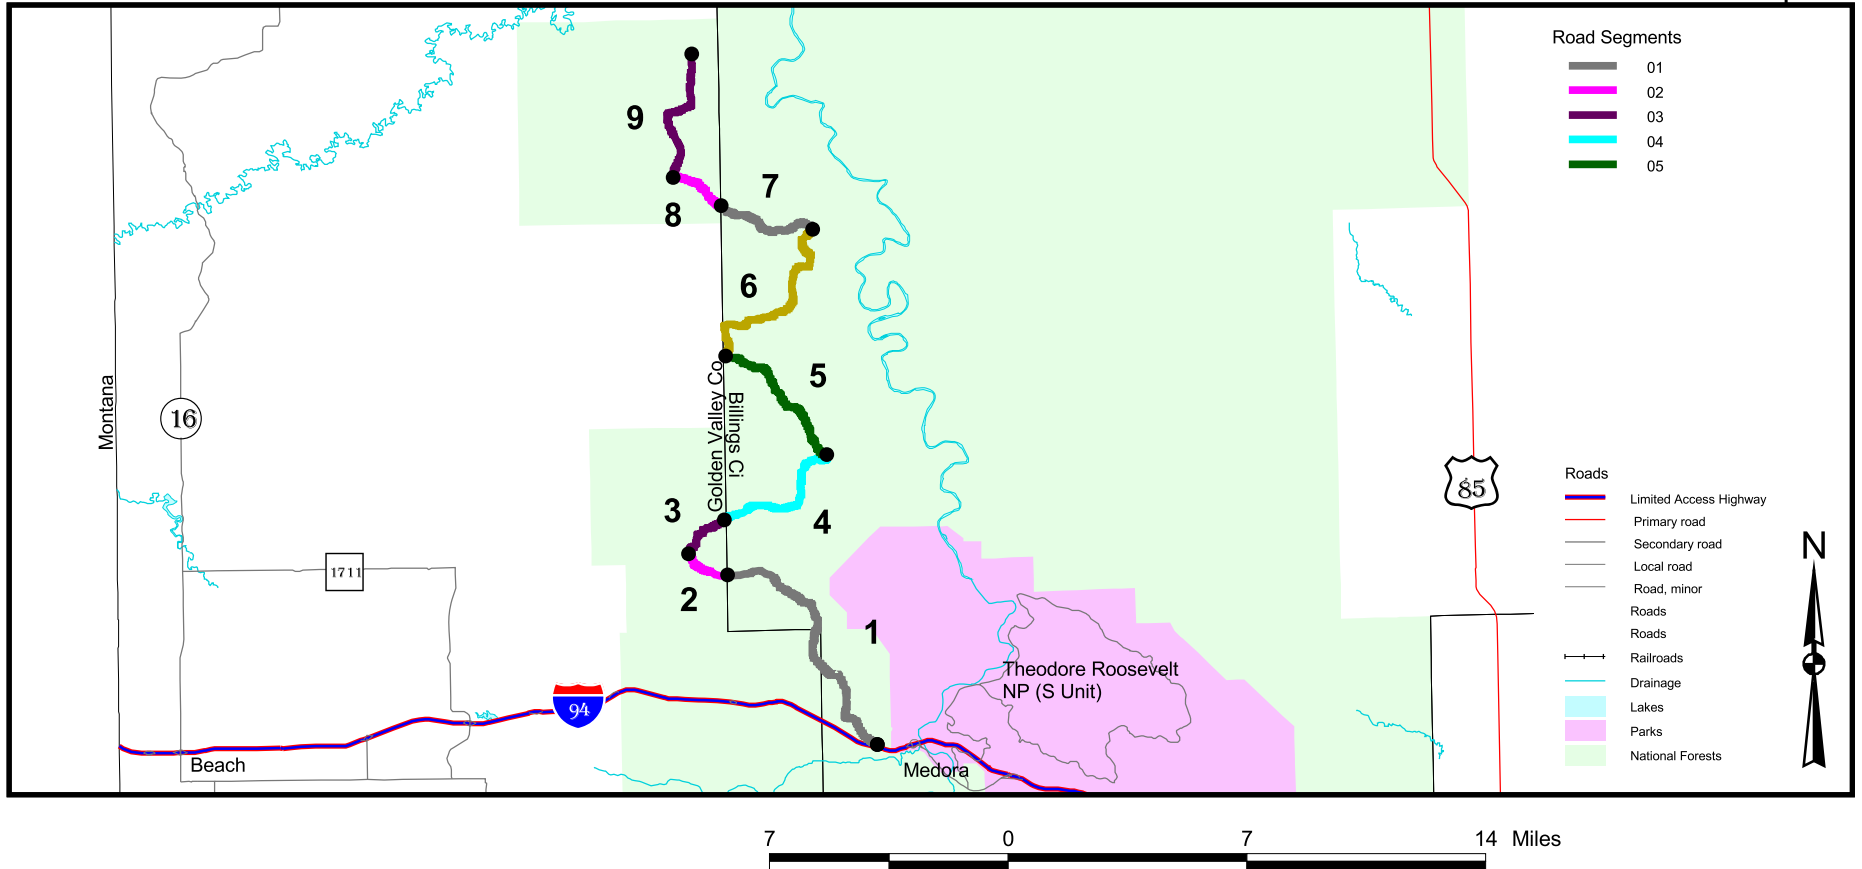 Road Segments
01
02
03
04
05
9
7
8
6
5
Montana
16
Golden Valley Co
Billings Ci
3
4
85
Roads
Limited Access Highway
Primary road
Secondary road
Local road
Road, minor
Roads
Roads
Railroads
Drainage
Lakes
Parks
National Forests
N
1711
2
1
Theodore Roosevelt
NP (S Unit)
94
Beach
Medora
7 0 7 14 Miles